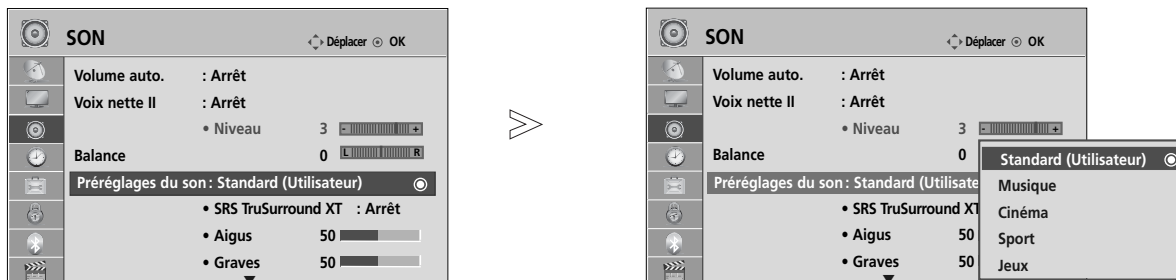 SON
Déplacer OK
Volume auto. : Arrêt
Voix nette II : Arrêt
• Niveau 3 - +
Balance 0 L R
Préréglages du son : Standard (Utilisateur)
• SRS TruSurround XT : Arrêt
• Aigus 50
• Graves 50
>
SON
Déplacer OK
Volume auto. : Arrêt
Voix nette II : Arrêt
• Niveau 3 - +
Balance 0
Préréglages du son : Standard (Utilisate
• SRS TruSurround XT
• Aigus 50
• Graves 50
Standard (Utilisateur)
Musique
Cinéma
Sport
Jeux